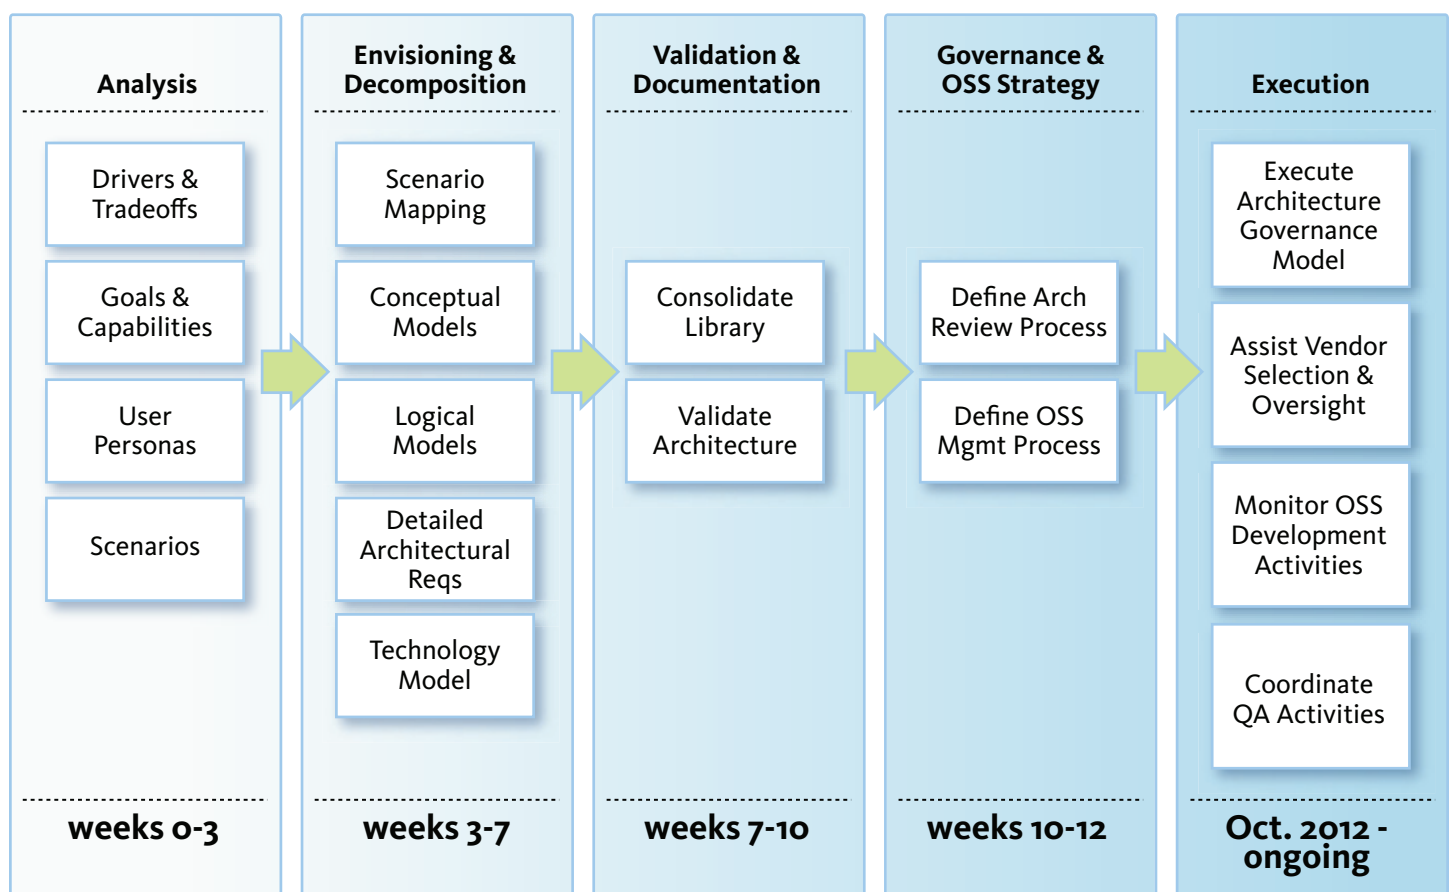 Analysis
Drivers &
Tradeoffs
Goals &
Capabilities
User
Personas
Scenarios
weeks 0-3
Envisioning &
Decomposition
Scenario
Mapping
Conceptual
Models
Logical
Models
Detailed
Architectural
Reqs
Technology
Model
weeks 3-7
Validation &
Documentation
Consolidate
Library
Validate
Architecture
weeks 7-10
Governance &
OSS Strategy
Define Arch
Review Process
Define OSS
Mgmt Process
weeks 10-12
Execution
Execute
Architecture
Governance
Model
Assist Vendor
Selection &
Oversight
Monitor OSS
Development
Activities
Coordinate
QA Activities
Oct. 2012 -
ongoing